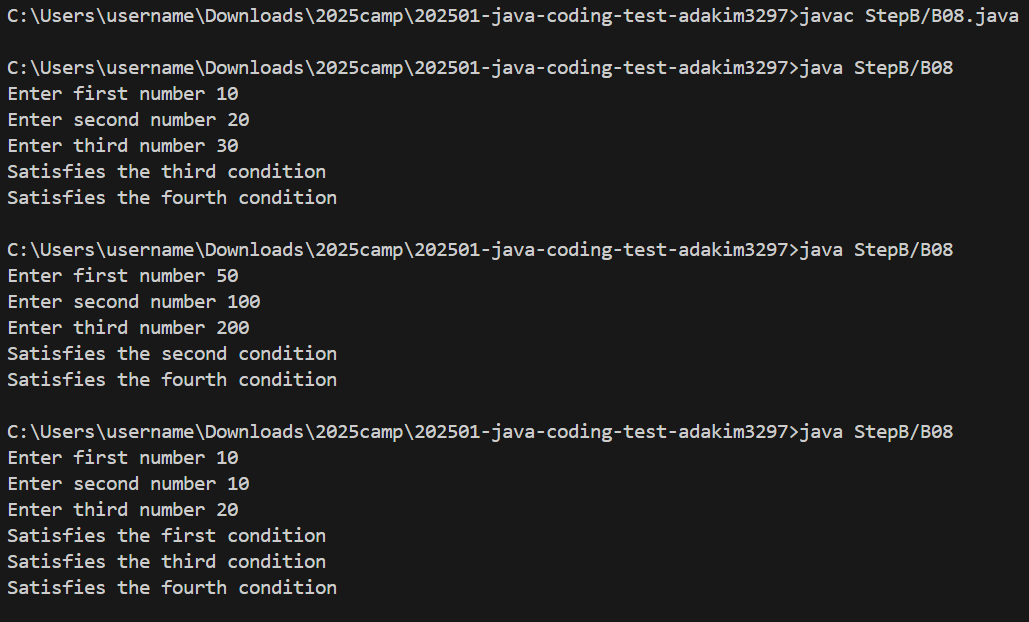 C:\Users\username\Downloads\2025camp\202501-java-coding-test-adakim3297>javac StepB/B08.java
C:\Users\username\Downloads\2025camp\202501-java-coding-test-adakim3297>java StepB/B08
Enter first number 10
Enter second number 20
Enter third number 30
Satisfies the third condition
Satisfies the fourth condition
C:\Users\username\Downloads\2025camp\202501-java-coding-test-adakim3297>java StepB/B08
Enter first number 50
Enter second number 100
Enter third number 200
Satisfies the second condition
Satisfies the fourth condition
C:\Users\username\Downloads\2025camp\202501-java-coding-test-adakim3297>java StepB/B08
Enter first number 10
Enter second number 10
Enter third number 20
Satisfies the first condition
Satisfies the third condition
Satisfies the fourth condition